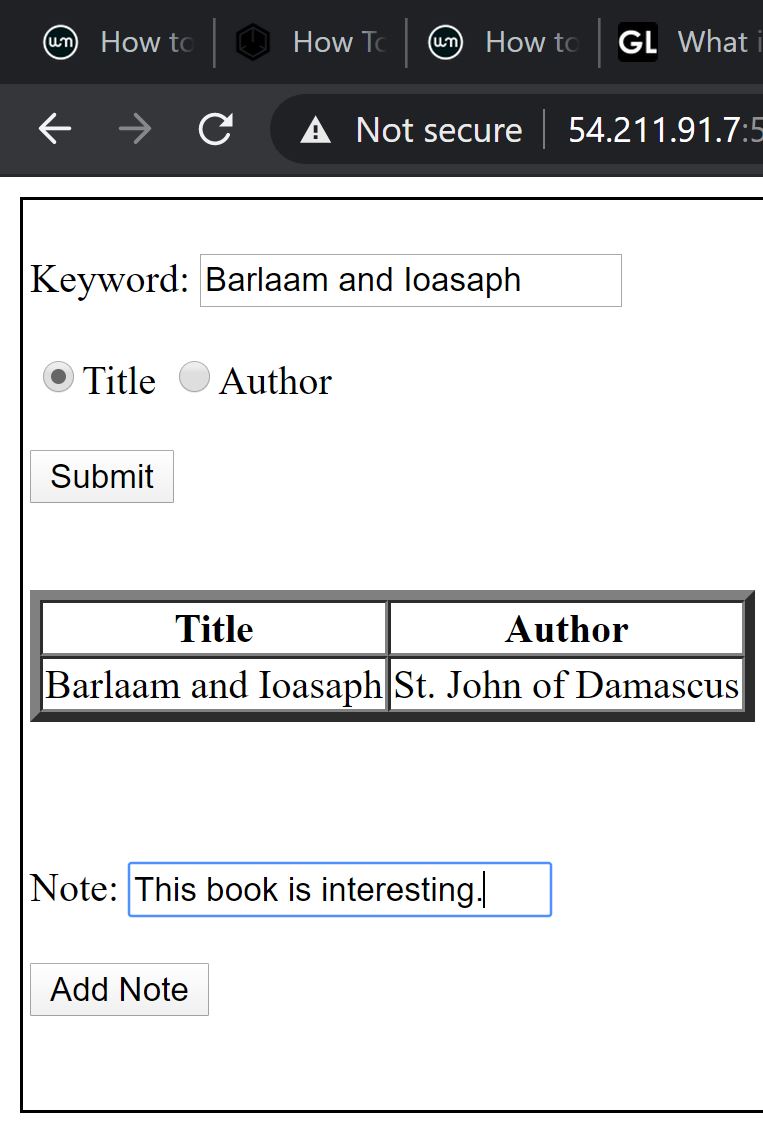 um How to How To um How to GL What i
Not secure 54.211.91.7:5
Keyword: Barlaam and Ioasaph
Title Author
Submit
Title Author
Barlaam and Ioasaph St. John of Damascus
Note: This book is interesting.
Add Note